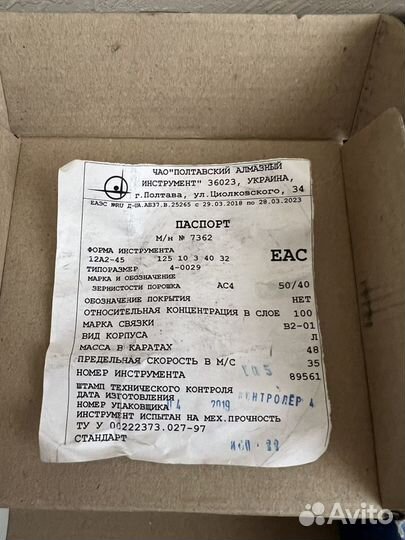 ЧАО"ПОЛТАВСКИЙ АЛМАЗНЫЙ
ИНСТРУМЕНТ" 36023, УКРАИНА,
г.Полтава, ул.Циолковского, 34
ЕАЭС №RU Д-UA.АБ37.В.25265 с 29.03.2018 по 28.03.2023
ПАСПОРТ
М/н № 7362
ФОРМА ИНСТРУМЕНТА
12А2-45 125 10 3 40 32 EAC
ТИПОРАЗМЕР 4-0029
МАРКА И ОБОЗНАЧЕНИЕ
ЗЕРНИСТОСТИ ПОРОШКА АС4 50/40
ОБОЗНАЧЕНИЕ ПОКРЫТИЯ НЕТ
ОТНОСИТЕЛЬНАЯ КОНЦЕНТРАЦИЯ В СЛОЕ 100
МАРКА СВЯЗКИ В2-01
ВИД КОРПУСА Л
МАССА В КАРАТАХ 48
ПРЕДЕЛЬНАЯ СКОРОСТЬ В М/С 35
НОМЕР ИНСТРУМЕНТА 89561
ШТАМП ТЕХНИЧЕСКОГО КОНТРОЛЯ
ДАТА ИЗГОТОВЛЕНИЯ 2019 КОНТРОЛЕР 4
НОМЕР УПАКОВЩИКА
ИНСТРУМЕНТ ИСПЫТАН НА МЕХ.ПРОЧНОСТЬ
ТУ У 00222373.027-97
СТАНДАРТ
Avito